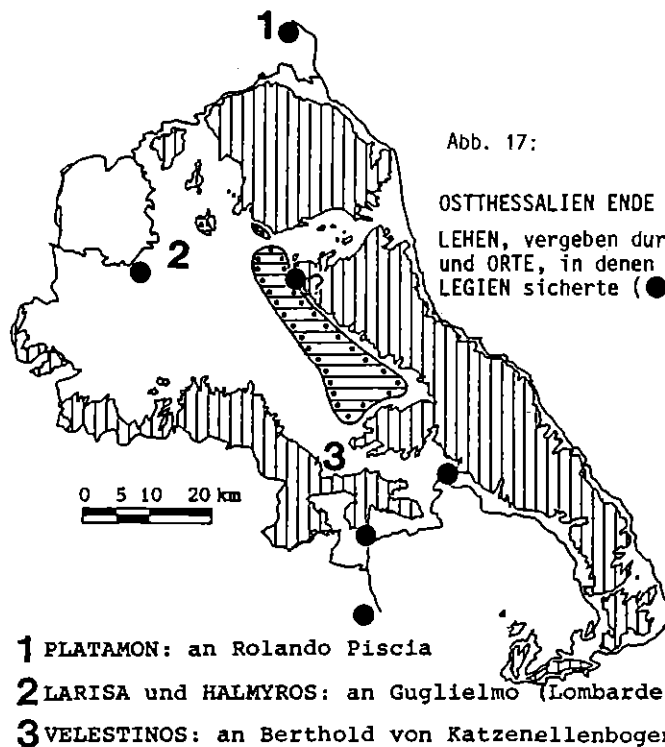 1
Abb. 17:
OSTTHESSALIEN ENDE
LEHEN, vergeben dur
und ORTE, in denen
LEGIEN sicherte (●
2
?
3
0 5 10 20 km
1 PLATAMON: an Rolando Piscia
2 LARISA und HALMYROS: an Guglielmo (Lombarde
3 VELESTINOS: an Berthold von Katzenellenbogen